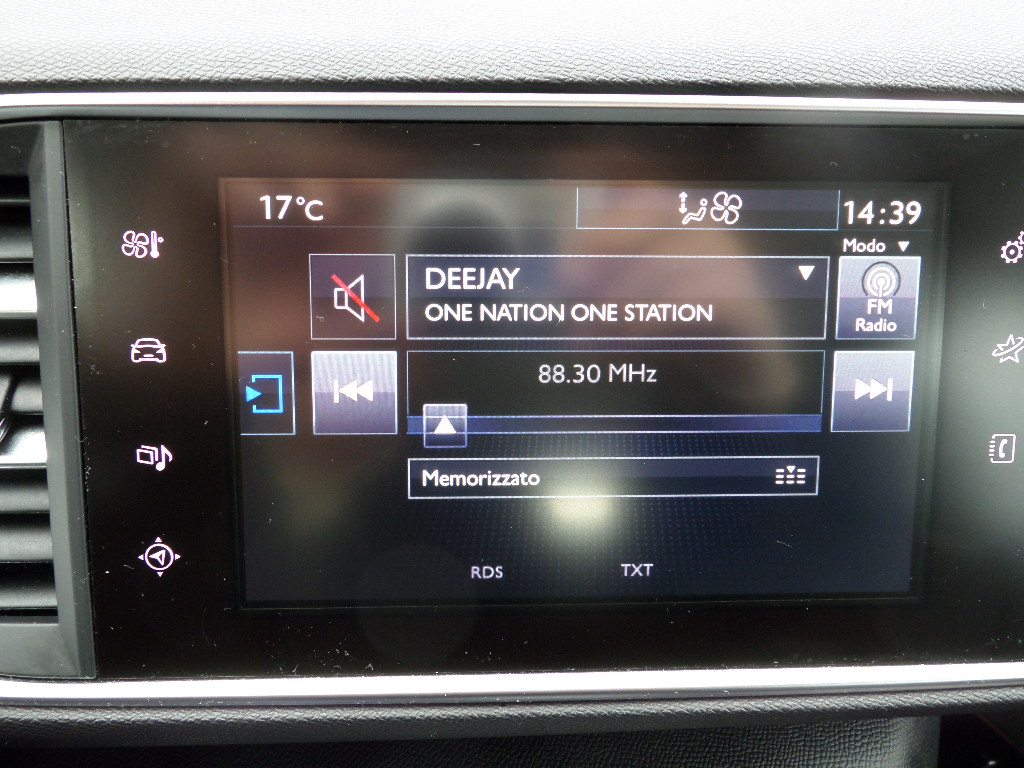 17°C
14:39
Modo
DEEJAY
ONE NATION ONE STATION
FM
Radio
88.30 MHz
Memorizzato
RDS
TXT